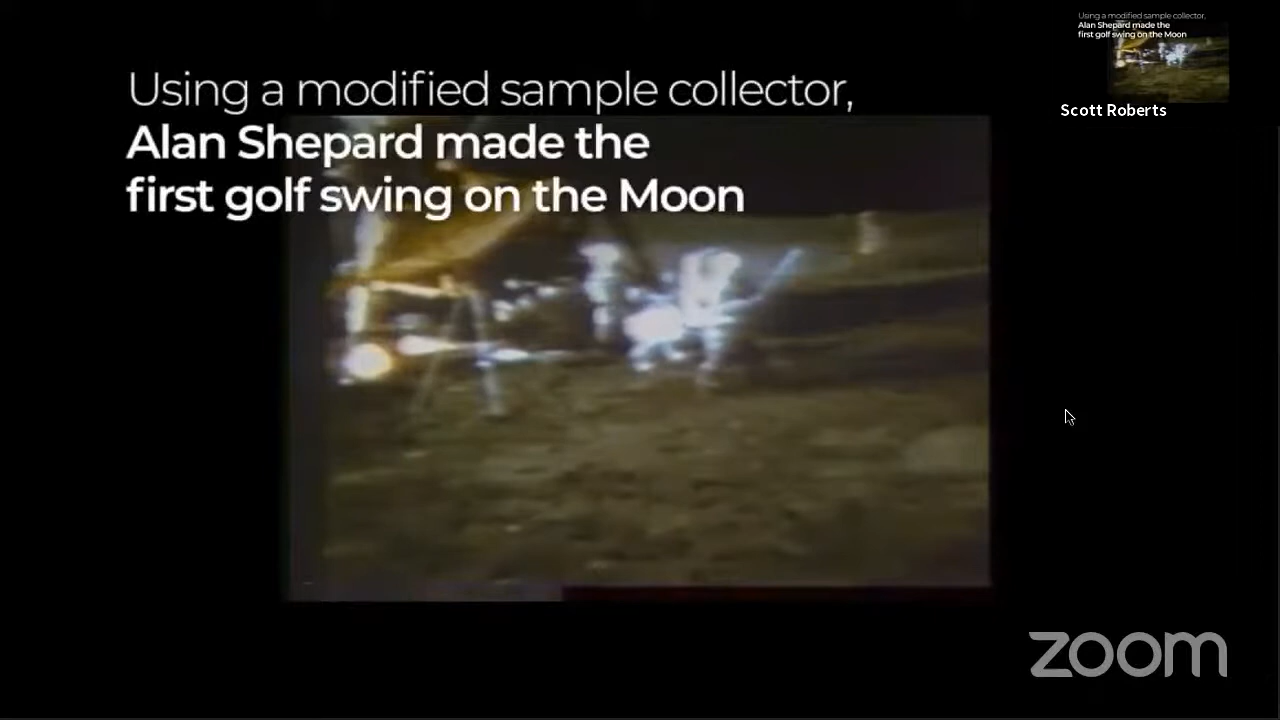 Using a modified sample collector,
Alan Shepard made the
first golf swing on the Moon
Using a modified sample collector,
Alan Shepard made the
first golf swing on the Moon
Scott Roberts
zoom